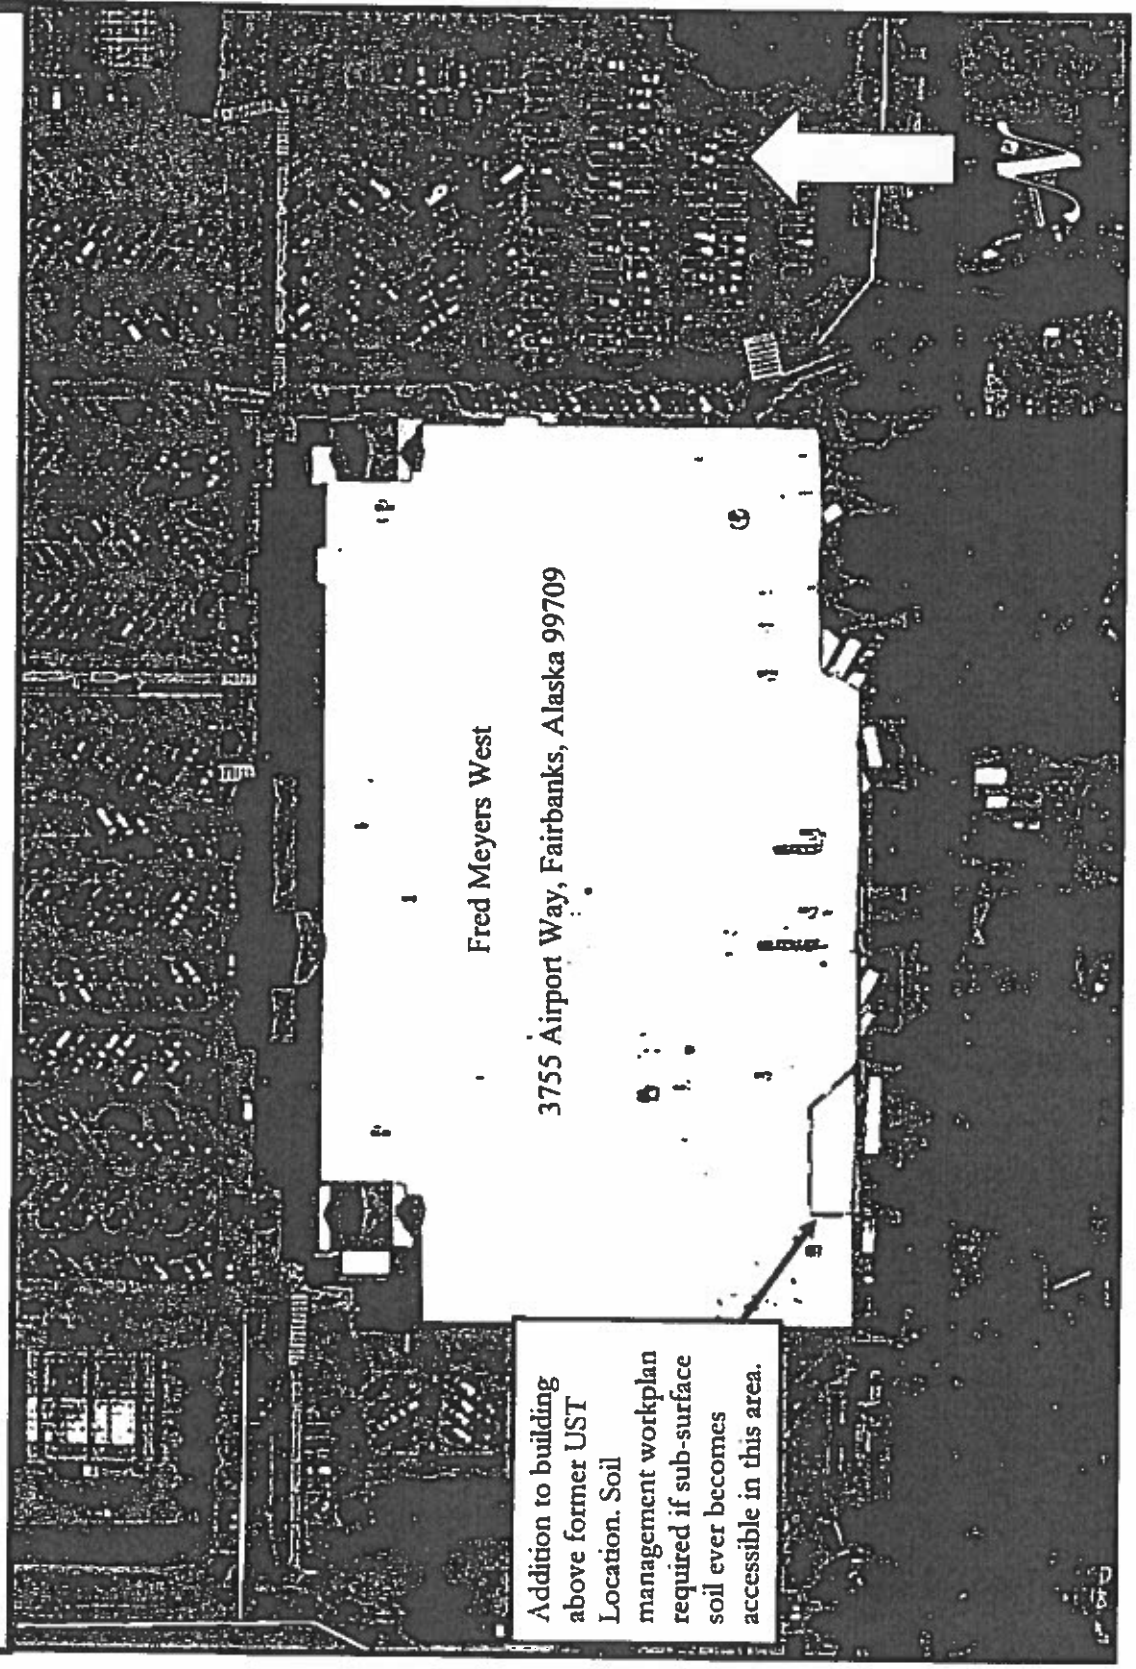 Fred Meyers West
3755 Airport Way, Fairbanks, Alaska 99709
Addition to building
above former UST
Location. Soil
management workplan
required if sub-surface
soil ever becomes
accessible in this area.
N